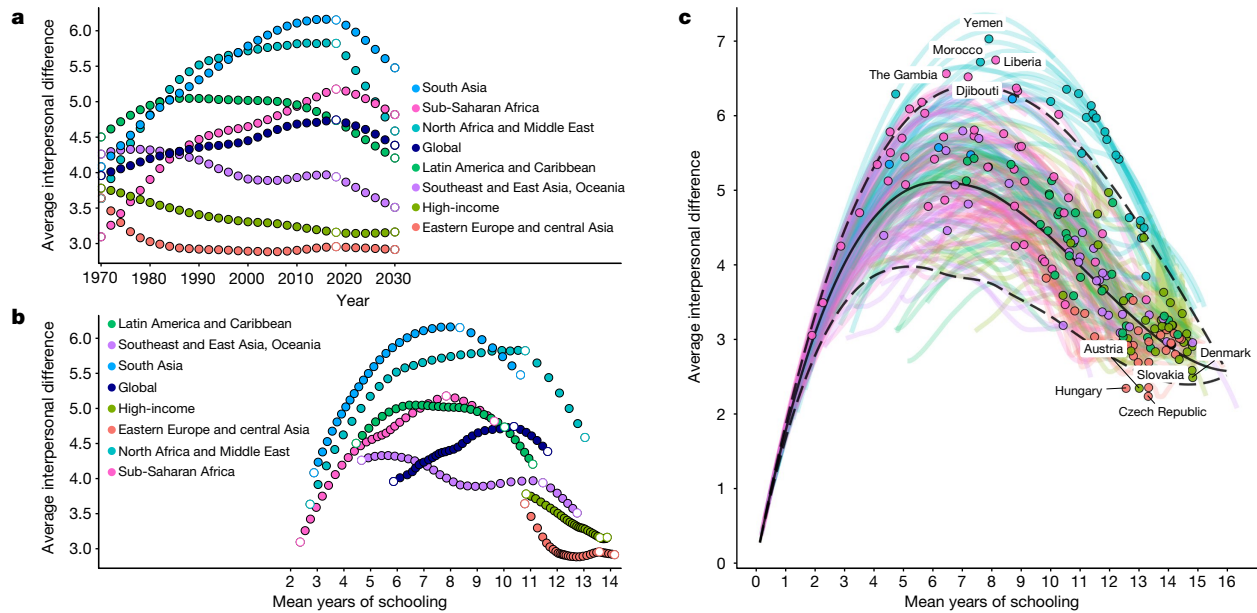 a
Average interpersonal difference
6.0
5.5
5.0
4.5
4.0
3.5
3.0
1970
1980
1990
2000
2010
2020
2030
Year
South Asia
Sub-Saharan Africa
North Africa and Middle East
Global
Latin America and Caribbean
Southeast and East Asia, Oceania
High-income
Eastern Europe and central Asia
b
Average interpersonal difference
6.0
5.5
5.0
4.5
4.0
3.5
3.0
2 3 4 5 6 7 8 9 10 11 12 13 14
Mean years of schooling
Latin America and Caribbean
Southeast and East Asia, Oceania
South Asia
Global
High-income
Eastern Europe and central Asia
North Africa and Middle East
Sub-Saharan Africa
c
Average interpersonal difference
7
6
5
4
3
2
1
0
0 1 2 3 4 5 6 7 8 9 10 11 12 13 14 15 16
Mean years of schooling
Yemen
Morocco
Liberia
The Gambia
Djibouti
Austria
Denmark
Slovakia
Hungary
Czech Republic